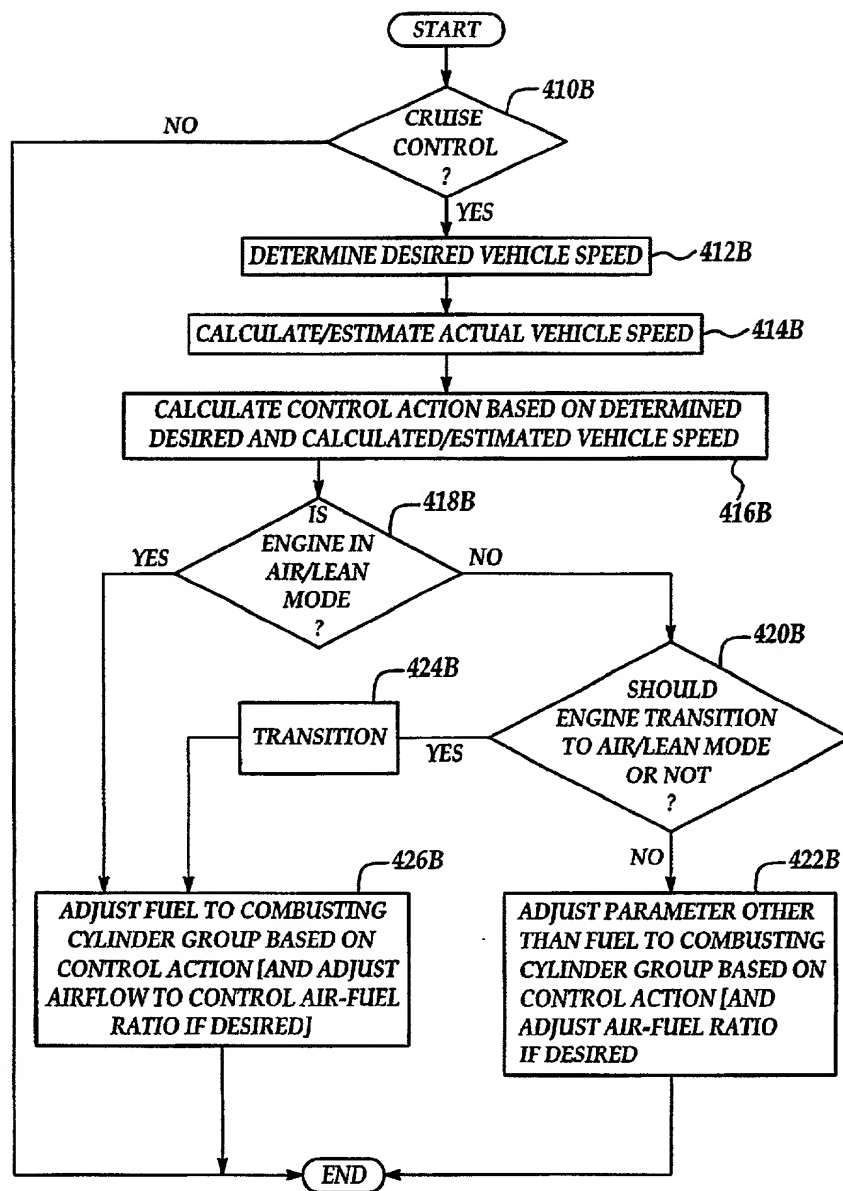 START
410B
CRUISE
CONTROL
?
NO
YES
DETERMINE DESIRED VEHICLE SPEED
412B
CALCULATE/ESTIMATE ACTUAL VEHICLE SPEED
414B
CALCULATE CONTROL ACTION BASED ON DETERMINED
DESIRED AND CALCULATED/ESTIMATED VEHICLE SPEED
416B
IS
ENGINE IN
AIR/LEAN
MODE
?
418B
YES
NO
420B
SHOULD
ENGINE TRANSITION
TO AIR/LEAN MODE
OR NOT
?
424B
TRANSITION
YES
NO
426B
ADJUST FUEL TO COMBUSTING
CYLINDER GROUP BASED ON
CONTROL ACTION [AND ADJUST
AIRFLOW TO CONTROL AIR-FUEL
RATIO IF DESIRED]
422B
ADJUST PARAMETER OTHER
THAN FUEL TO COMBUSTING
CYLINDER GROUP BASED ON
CONTROL ACTION [AND
ADJUST AIR-FUEL RATIO
IF DESIRED
END